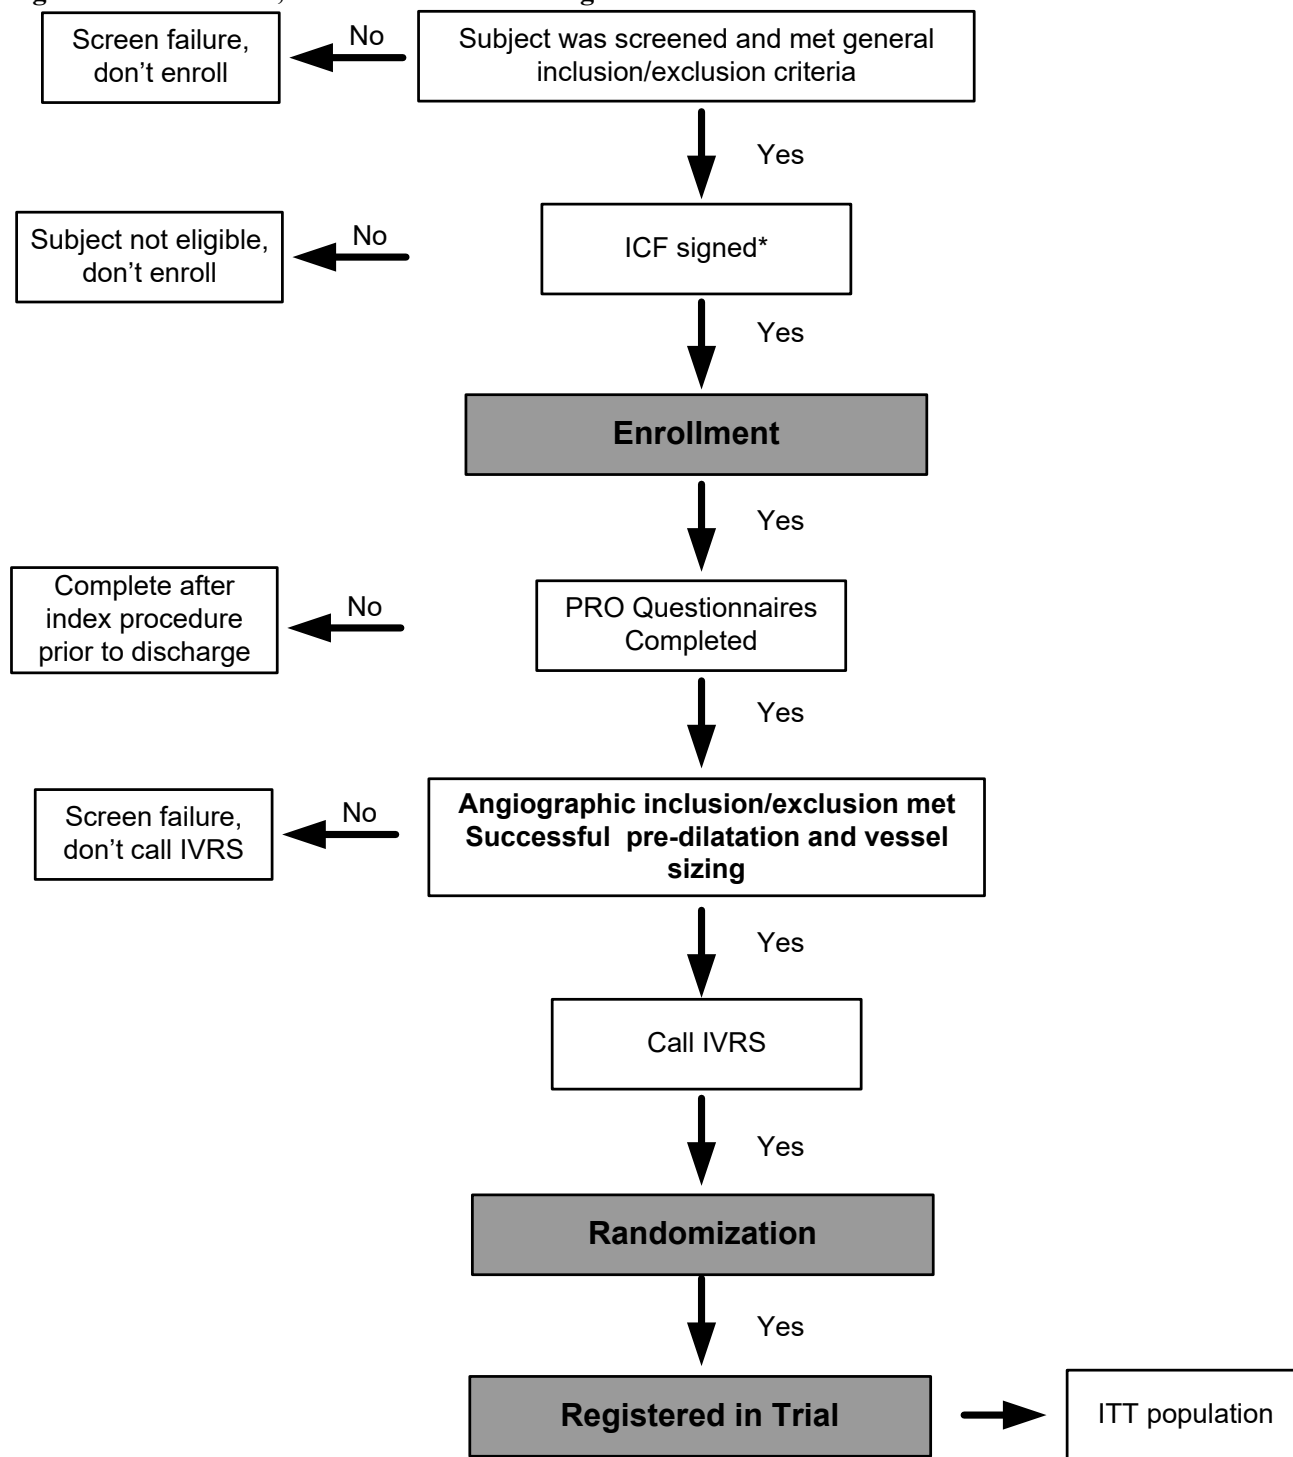 Screen failure,
don't enroll
No
Subject was screened and met general
inclusion/exclusion criteria
Yes
Subject not eligible,
don't enroll
No
ICF signed*
Yes
Enrollment
Yes
Complete after
index procedure
prior to discharge
No
PRO Questionnaires
Completed
Yes
Screen failure,
don't call IVRS
No
Angiographic inclusion/exclusion met
Successful pre-dilatation and vessel
sizing
Yes
Call IVRS
Yes
Randomization
Yes
Registered in Trial
ITT population